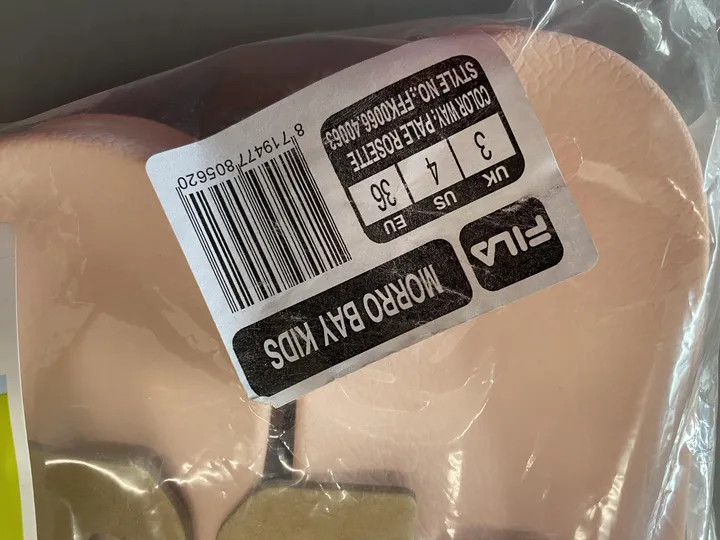 FILA
MORRO BAY KIDS
UK US EU
3 4 36
COLOR WAY: PALE ROSETTE
STYLE NO.: FFK0066.40063
8 719477 805620